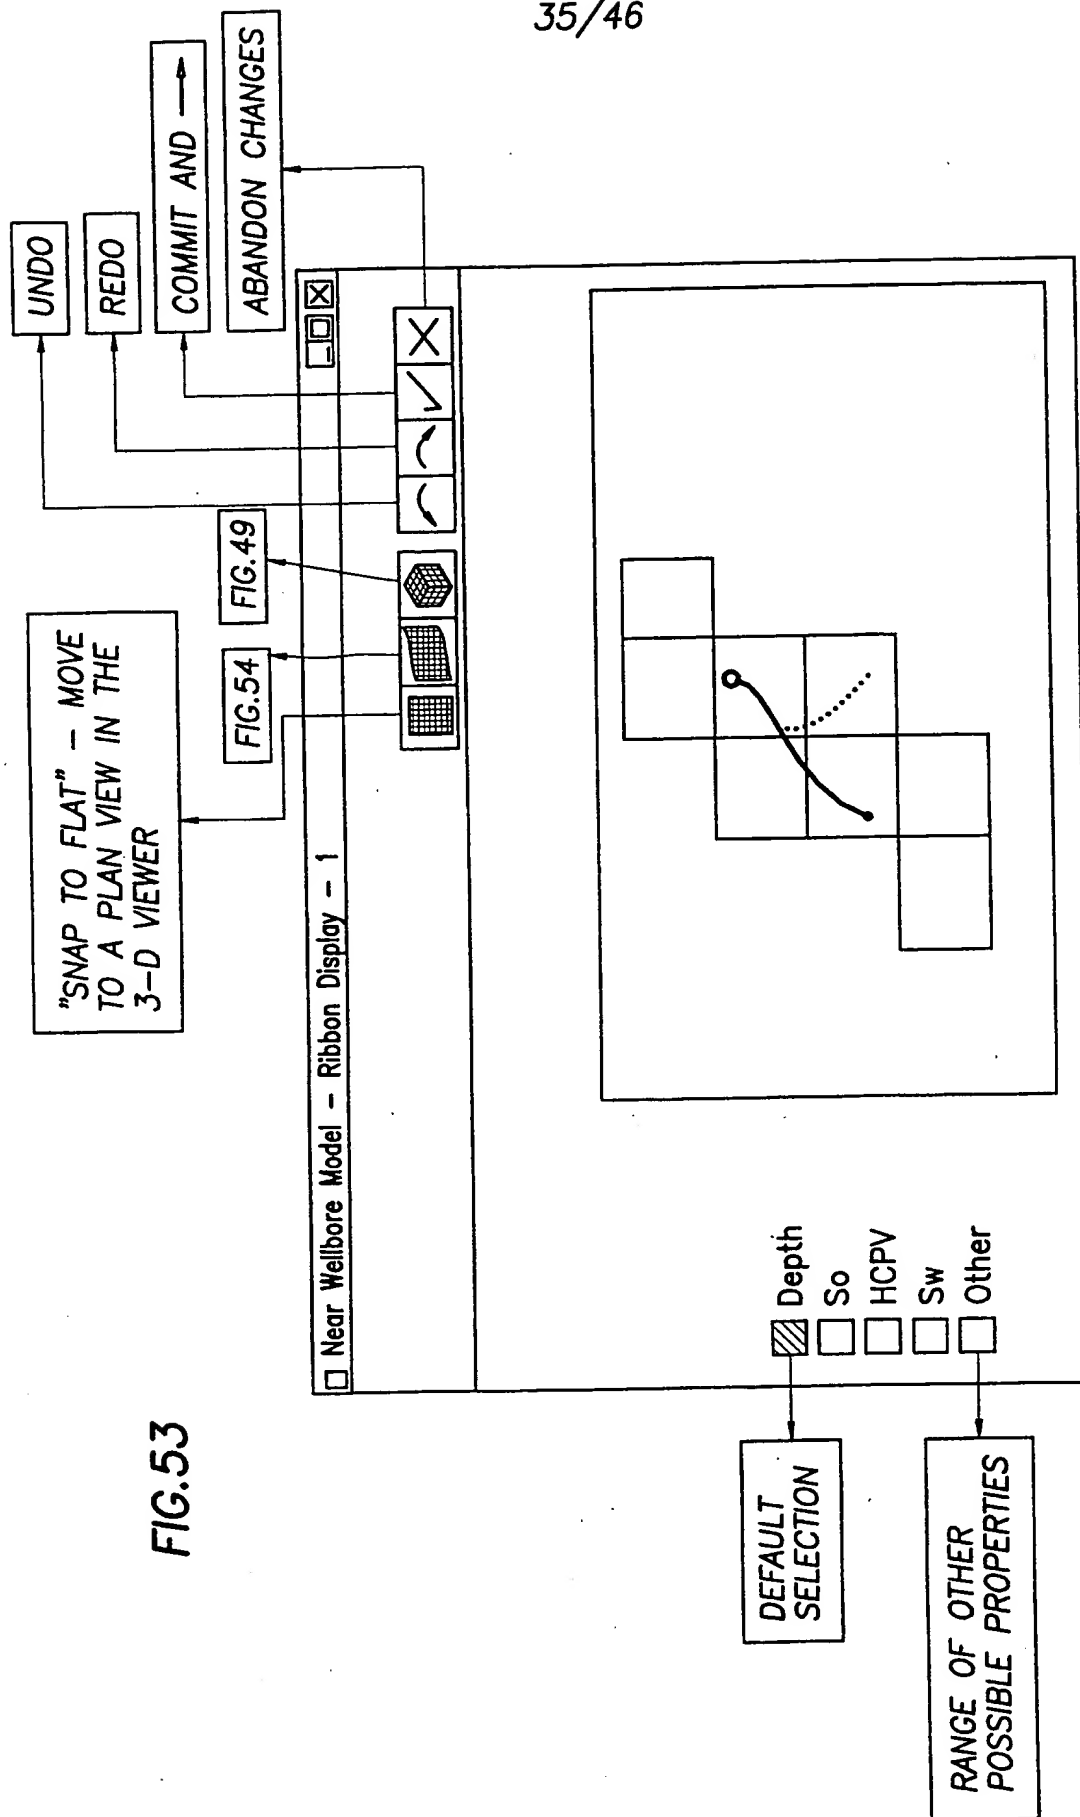 35/46
FIG.53
"SNAP TO FLAT" – MOVE
TO A PLAN VIEW IN THE
3–D VIEWER
FIG.54
FIG.49
UNDO
REDO
COMMIT AND
ABANDON CHANGES
Near Wellbore Model – Ribbon Display – 1
Depth
So
HCPV
Sw
Other
DEFAULT
SELECTION
RANGE OF OTHER
POSSIBLE PROPERTIES